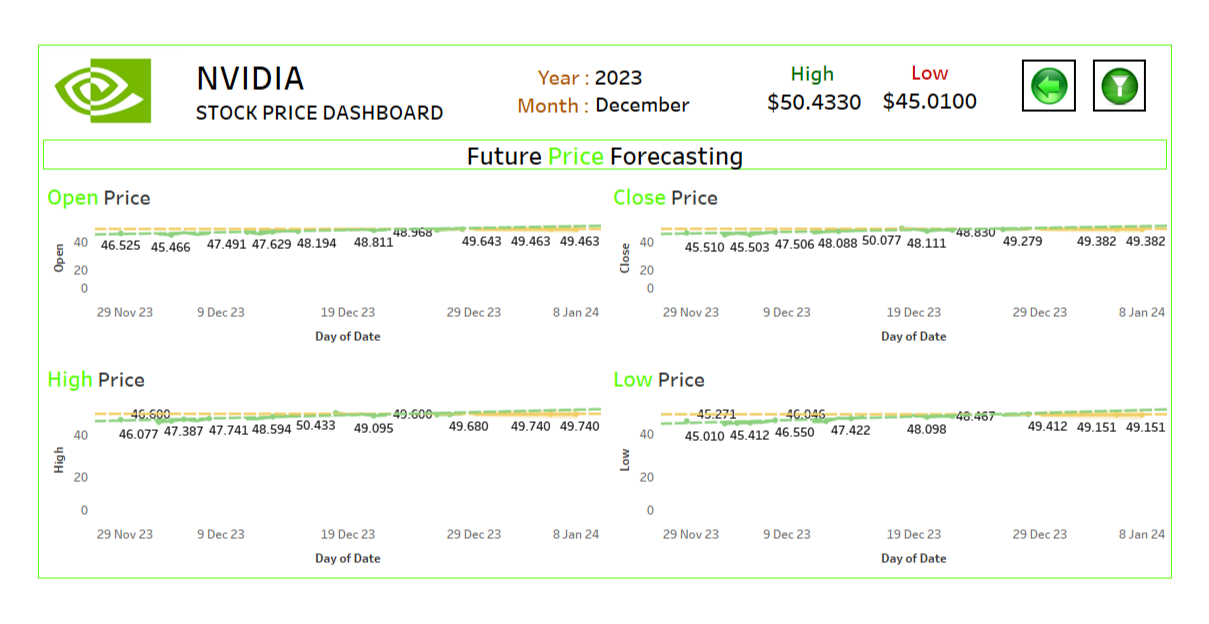 NVIDIA
STOCK PRICE DASHBOARD
Year : 2023
Month : December
High
$50.4330
Low
$45.0100
Future Price Forecasting
Open Price
Open
40
20
0
46.525 45.466 47.491 47.629 48.194 48.811 48.968 49.643 49.463 49.463
29 Nov 23 9 Dec 23 19 Dec 23 29 Dec 23 8 Jan 24
Day of Date
Close Price
Close
40
20
0
45.510 45.503 47.506 48.088 50.077 48.111 48.830 49.279 49.382 49.382
29 Nov 23 9 Dec 23 19 Dec 23 29 Dec 23 8 Jan 24
Day of Date
High Price
High
40
20
0
46.600 49.600
46.077 47.387 47.741 48.594 50.433 49.095 49.680 49.740 49.740
29 Nov 23 9 Dec 23 19 Dec 23 29 Dec 23 8 Jan 24
Day of Date
Low Price
Low
40
20
0
45.271 46.046 48.467
45.010 45.412 46.550 47.422 48.098 49.412 49.151 49.151
29 Nov 23 9 Dec 23 19 Dec 23 29 Dec 23 8 Jan 24
Day of Date